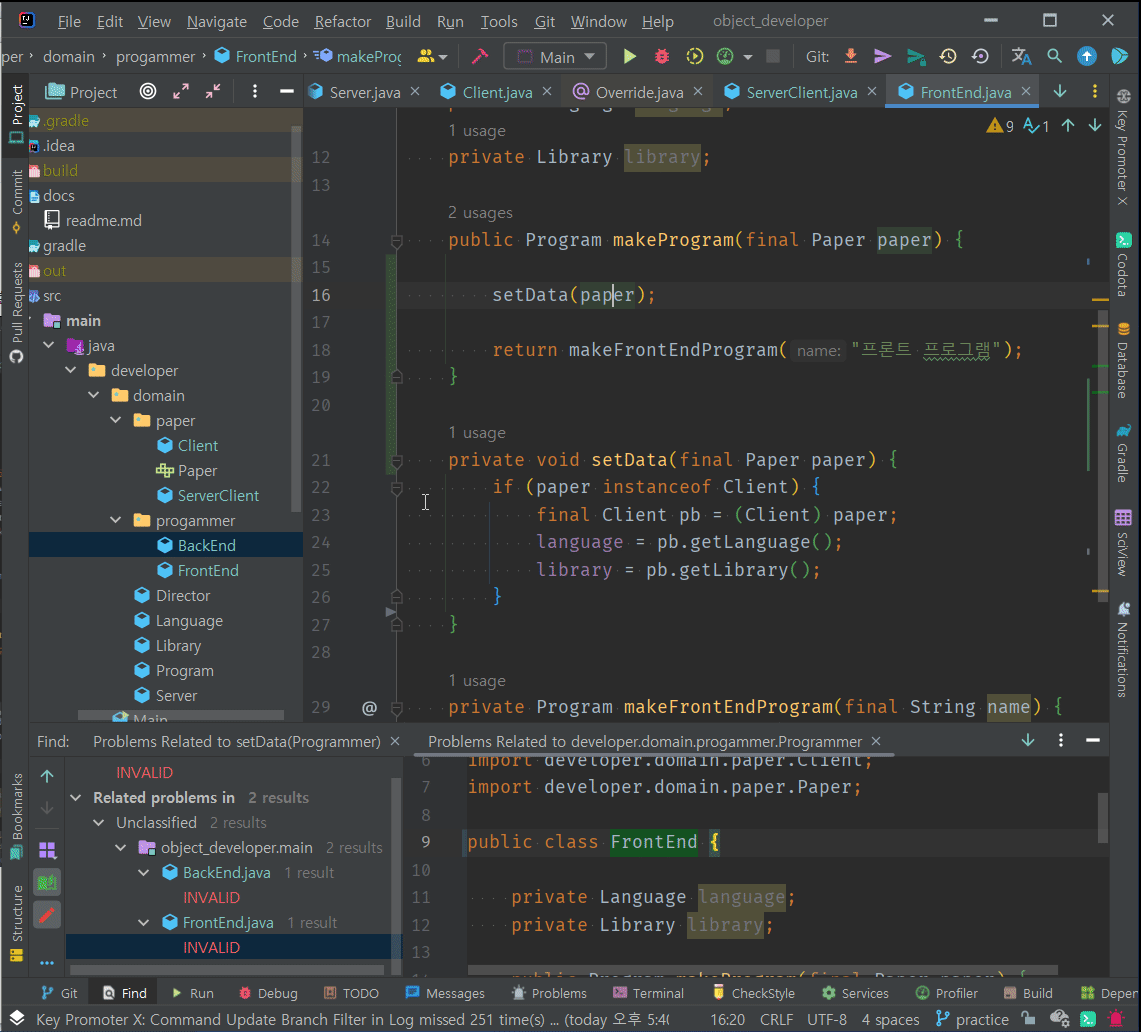 File Edit View Navigate Code Refactor Build Run Tools Git Window Help object_developer
per domain progammer FrontEnd makeProg Main Git:
Project Server.java Client.java Override.java ServerClient.java FrontEnd.java
.gradle
.idea
build
docs
readme.md
gradle
out
src
main
java
developer
domain
paper
Client
Paper
ServerClient
progammer
BackEnd
FrontEnd
Director
Language
Library
Program
Server
Main
Project
Commit
Pull Requests
Bookmarks
Structure
9 1
1 usage
12 private Library library;
13
2 usages
14 public Program makeProgram(final Paper paper) {
15
16 setData(paper);
17
18 return makeFrontEndProgram( name: "프론트 프로그램");
19 }
20
1 usage
21 private void setData(final Paper paper) {
22 if (paper instanceof Client) {
23 final Client pb = (Client) paper;
24 language = pb.getLanguage();
25 library = pb.getLibrary();
26 }
27 }
28
1 usage
29 @ private Program makeFrontEndProgram(final String name) {
Key Promoter X
Codota
Database
Gradle
SciView
Notifications
Find: Problems Related to setData(Programmer) Problems Related to developer.domain.progammer.Programmer
INVALID
Related problems in 2 results
Unclassified 2 results
object_developer.main 2 results
BackEnd.java 1 result
INVALID
FrontEnd.java 1 result
INVALID
6 import developer.domain.paper.Client;
7 import developer.domain.paper.Paper;
8
9 public class FrontEnd {
10
11 private Language language;
12 private Library library;
13
14 public Program makeProgram(final Paper paper) {
Git Find Run Debug TODO Messages Problems Terminal CheckStyle Services Profiler Build Deper
Key Promoter X: Command Update Branch Filter in Log missed 251 time(s) ... (today 오후 5:40 16:20 CRLF UTF-8 4 spaces practice